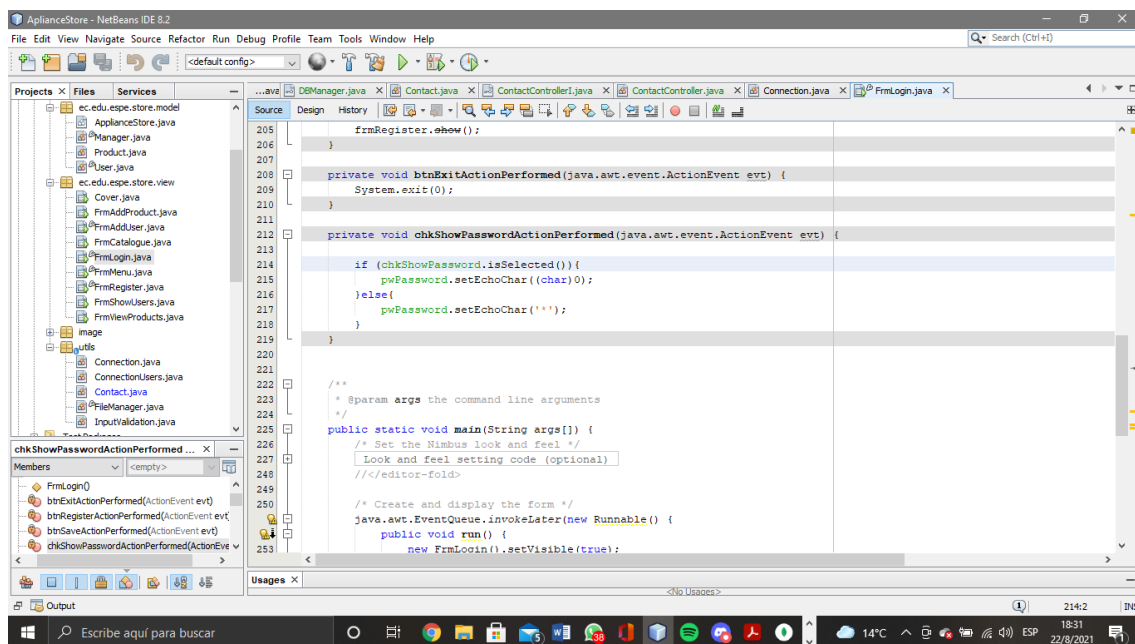 ApplianceStore - NetBeans IDE 8.2
File Edit View Navigate Source Refactor Run Debug Profile Team Tools Window Help
Search (Ctrl+I)
<default config>
Projects Files Services
...ava DBManager.java Contact.java ContactControllerI.java ContactController.java Connection.java FrmLogin.java
Source Design History
ec.edu.espe.store.model
ApplianceStore.java
Manager.java
Product.java
User.java
ec.edu.espe.store.view
Cover.java
FrmAddProduct.java
FrmAddUser.java
FrmCatalogue.java
FrmLogin.java
FrmMenu.java
FrmRegister.java
FrmShowUsers.java
FrmViewProducts.java
image
utils
Connection.java
ConnectionUsers.java
Contact.java
FileManager.java
InputValidation.java
205 frmRegister.show();
206 }
207
208 private void btnExitActionPerformed(java.awt.event.ActionEvent evt) {
209 System.exit(0);
210 }
211
212 private void chkShowPasswordActionPerformed(java.awt.event.ActionEvent evt) {
213
214 if (chkShowPassword.isSelected()){
215 pwPassword.setEchoChar((char)0);
216 }else{
217 pwPassword.setEchoChar('*');
218 }
219 }
220
221
222 /**
223 * @param args the command line arguments
224 */
225 public static void main(String args[]) {
226 /* Set the Nimbus look and feel */
227 Look and feel setting code (optional)
248 //</editor-fold>
249
250 /* Create and display the form */
java.awt.EventQueue.invokeLater(new Runnable() {
public void run() {
253 new FrmLogin().setVisible(true);
chkShowPasswordActionPerformed ...
Members <empty>
FrmLogin()
btnExitActionPerformed(ActionEvent evt)
btnRegisterActionPerformed(ActionEvent evt)
btnSaveActionPerformed(ActionEvent evt)
chkShowPasswordActionPerformed(ActionEve
Usages
<No Usages>
Output
1 214:2 INS
Escribe aquí para buscar
14°C ESP
18:31
22/8/2021